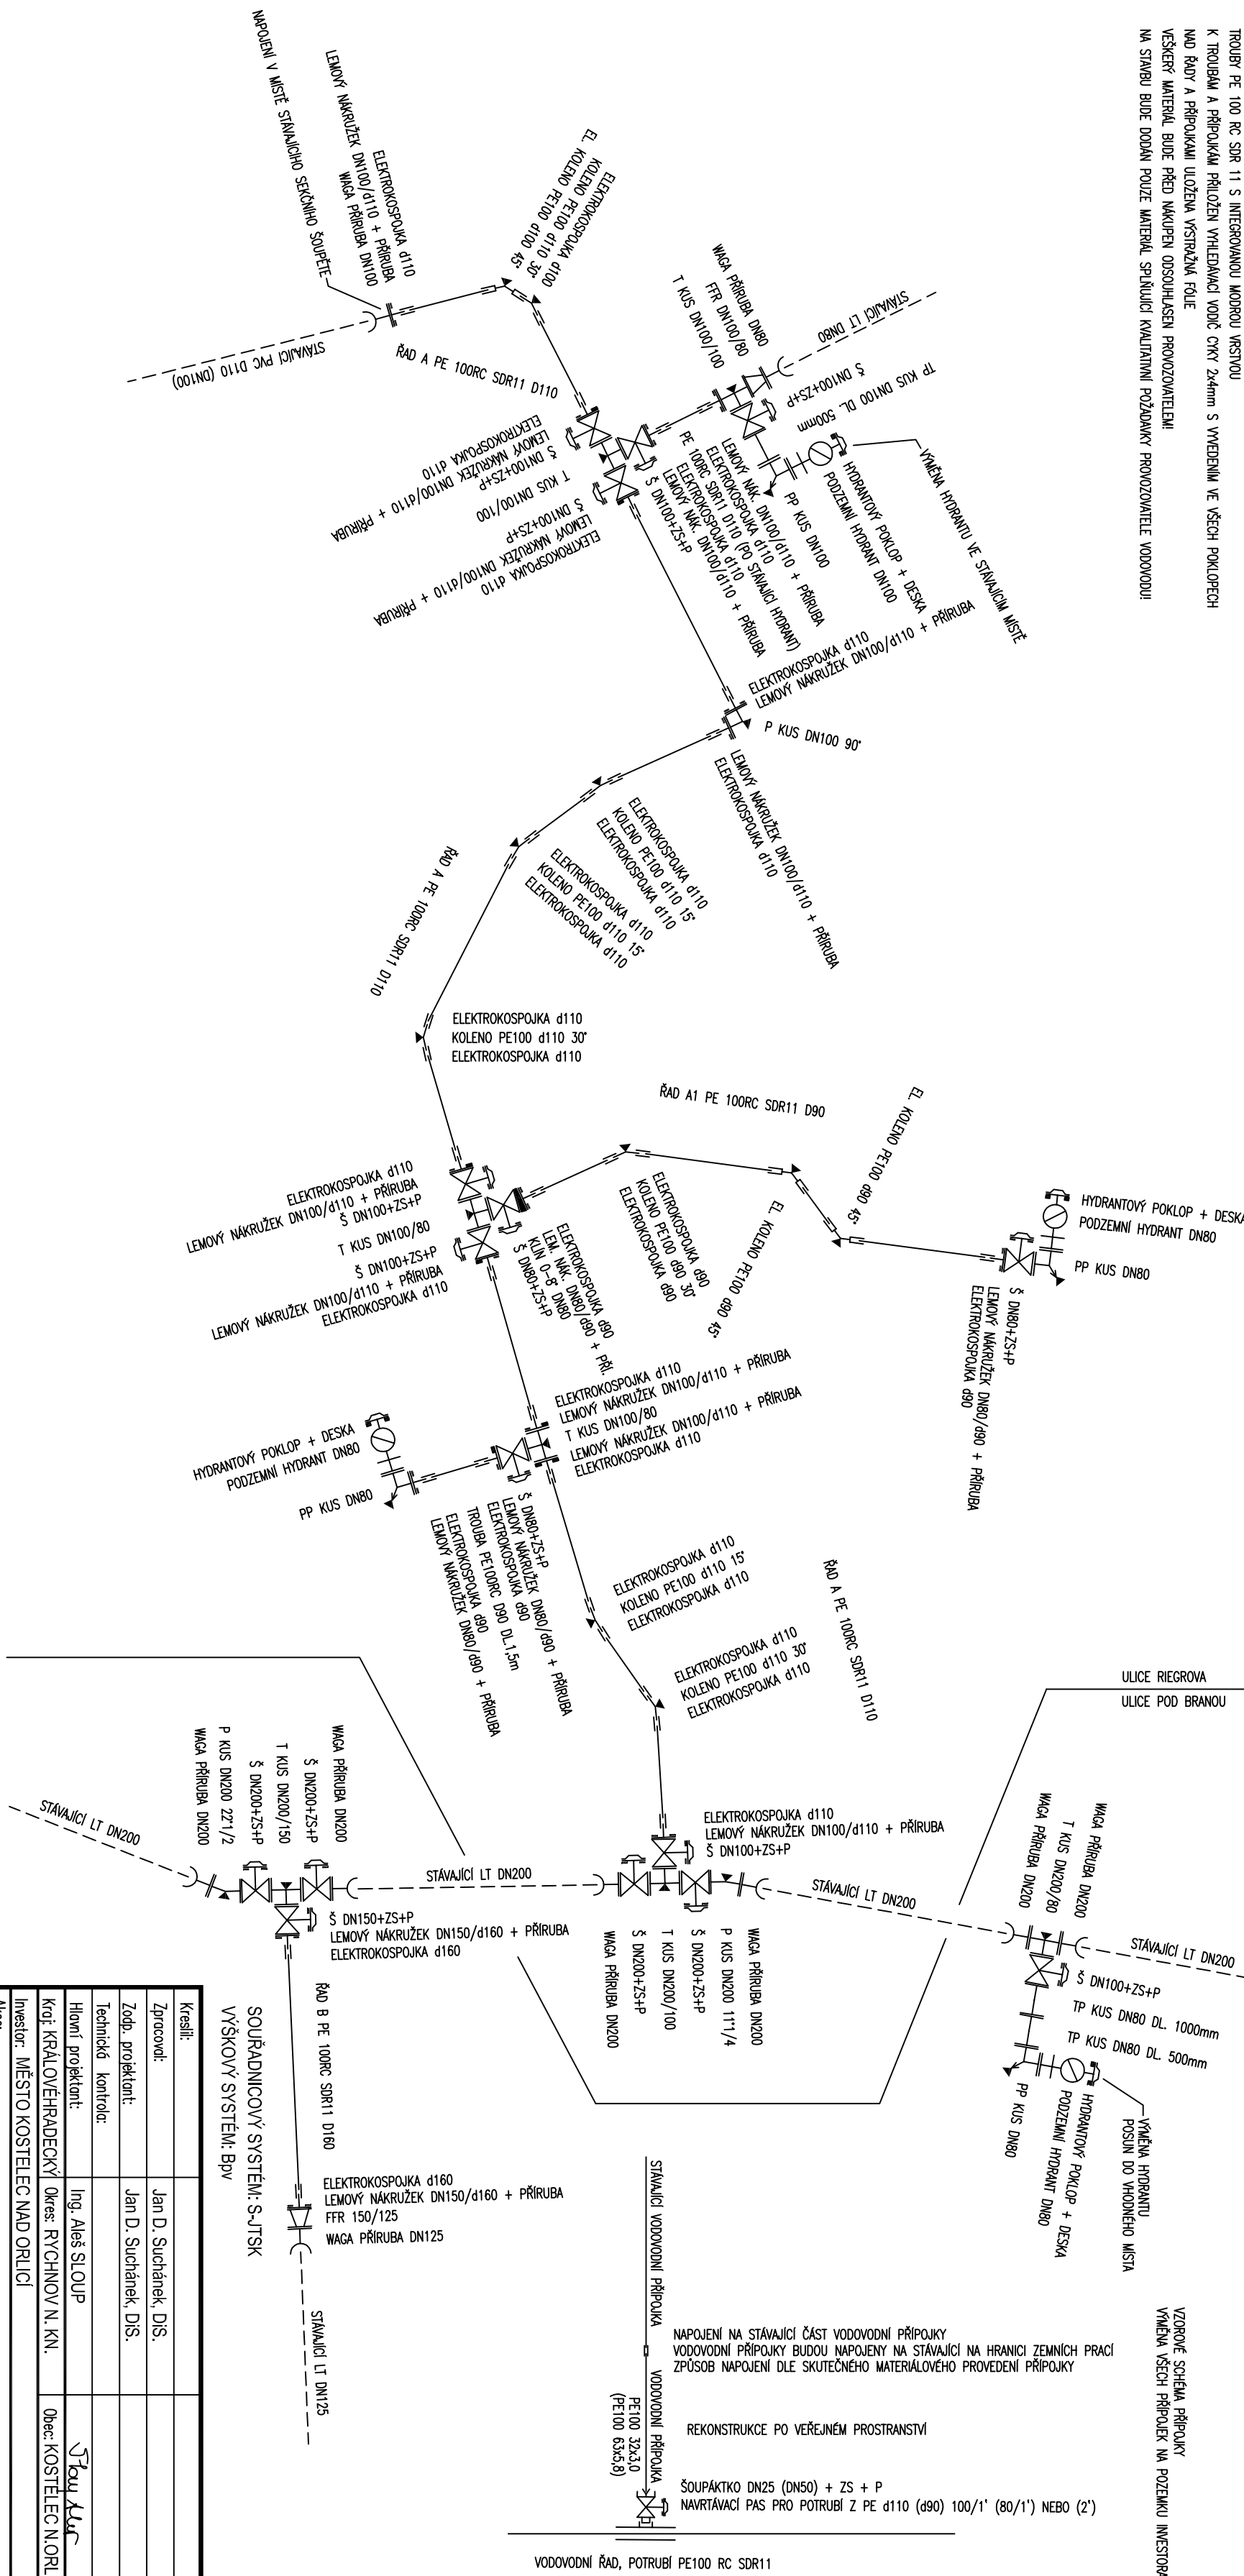 TROUBY PE 100 RC SDR 11 S INTEGROVANOU MODROU VRSTVOU
K TROUBÁM A PŘÍPOJKÁM PŘILOŽEN VYHLEDÁVACÍ VODIČ CYKY 2x4mm S VYVEDENÍM VE VŠECH POKLOPECH
NAD ŘADY A PŘÍPOJKAMI ULOŽENA VÝSTRAŽNÁ FÓLIE
VEŠKERÝ MATERIÁL BUDE PŘED NÁKUPEN ODSOUHLASEN PROVOZOVATELEM!
NA STAVBU BUDE DODÁN POUZE MATERIÁL SPLŇUJÍCÍ KVALITATIVNÍ POŽADAVKY PROVOZOVATELE VODOVODU!
NAPOJENÍ V MÍSTĚ STÁVAJÍCÍHO SEKČNÍHO ŠOUPĚTE
ELEKTROKOSPOJKA d110
LEMOVÝ NÁKRUŽEK DN100/d110 + PŘÍRUBA
WAGA PŘÍRUBA DN100
STÁVAJÍCÍ PVC D110 (DN100)
ELEKTROKOSPOJKA d100
KOLENO PE100 d110 30°
EL. KOLENO PE100 d100 45°
ŘAD A PE 100RC SDR11 D110
WAGA PŘÍRUBA DN80
FFR DN100/80
T KUS DN100/100
STÁVAJÍCÍ LT DN80
Š DN100+ZS+P
TP KUS DN100 DL. 500mm
VÝMĚNA HYDRANTU VE STÁVAJÍCÍM MÍSTĚ
HYDRANTOVÝ POKLOP + DESKA
PODZEMNÍ HYDRANT DN100
PP KUS DN100
LEMOVÝ NÁK. DN100/d110 + PŘÍRUBA
ELEKTROKOSPOJKA d110
PE 100RC SDR11 D110 (PO STÁVAJÍCÍ HYDRANT)
ELEKTROKOSPOJKA d110
LEMOVÝ NÁK. DN100/d110 + PŘÍRUBA
Š DN100+ZS+P
ELEKTROKOSPOJKA d110
LEMOVÝ NÁKRUŽEK DN100/d110 + PŘÍRUBA
Š DN100+ZS+P
T KUS DN100/100
Š DN100+ZS+P
LEMOVÝ NÁKRUŽEK DN100/d110 + PŘÍRUBA
ELEKTROKOSPOJKA d110
ELEKTROKOSPOJKA d110
LEMOVÝ NÁKRUŽEK DN100/d110 + PŘÍRUBA
P KUS DN100 90°
LEMOVÝ NÁKRUŽEK DN100/d110 + PŘÍRUBA
ELEKTROKOSPOJKA d110
ELEKTROKOSPOJKA d110
KOLENO PE100 d110 15°
ELEKTROKOSPOJKA d110
ELEKTROKOSPOJKA d110
KOLENO PE100 d110 15°
ELEKTROKOSPOJKA d110
ŘAD A PE 100RC SDR11 D110
ELEKTROKOSPOJKA d110
KOLENO PE100 d110 30°
ELEKTROKOSPOJKA d110
ŘAD A1 PE 100RC SDR11 D90
EL. KOLENO PE100 d90 45°
ELEKTROKOSPOJKA d110
LEMOVÝ NÁKRUŽEK DN100/d110 + PŘÍRUBA
Š DN100+ZS+P
T KUS DN100/80
Š DN100+ZS+P
LEMOVÝ NÁKRUŽEK DN100/d110 + PŘÍRUBA
ELEKTROKOSPOJKA d110
ELEKTROKOSPOJKA d90
LEM. NÁK. DN80/d90 + PŘÍ.
KLÍN 0-8° DN80
Š DN80+ZS+P
ELEKTROKOSPOJKA d90
KOLENO PE100 d90 30°
ELEKTROKOSPOJKA d90
EL. KOLENO PE100 d90 45°
HYDRANTOVÝ POKLOP + DESKA
PODZEMNÍ HYDRANT DN80
PP KUS DN80
Š DN80+ZS+P
LEMOVÝ NÁKRUŽEK DN80/d90 + PŘÍRUBA
ELEKTROKOSPOJKA d90
ELEKTROKOSPOJKA d110
LEMOVÝ NÁKRUŽEK DN100/d110 + PŘÍRUBA
T KUS DN100/80
LEMOVÝ NÁKRUŽEK DN100/d110 + PŘÍRUBA
ELEKTROKOSPOJKA d110
HYDRANTOVÝ POKLOP + DESKA
PODZEMNÍ HYDRANT DN80
PP KUS DN80
Š DN80+ZS+P
LEMOVÝ NÁKRUŽEK DN80/d90 + PŘÍRUBA
ELEKTROKOSPOJKA d90
TROUBA PE100RC D90 DL.1,5m
ELEKTROKOSPOJKA d90
LEMOVÝ NÁKRUŽEK DN80/d90 + PŘÍRUBA
ELEKTROKOSPOJKA d110
KOLENO PE100 d110 15°
ELEKTROKOSPOJKA d110
ELEKTROKOSPOJKA d110
KOLENO PE100 d110 30°
ELEKTROKOSPOJKA d110
ŘAD A PE 100RC SDR11 D110
ULICE RIEGROVA
ULICE POD BRANOU
WAGA PŘÍRUBA DN200
Š DN200+ZS+P
T KUS DN200/150
Š DN200+ZS+P
P KUS DN200 22°1/2
WAGA PŘÍRUBA DN200
STÁVAJÍCÍ LT DN200
STÁVAJÍCÍ LT DN200
Š DN150+ZS+P
LEMOVÝ NÁKRUŽEK DN150/d160 + PŘÍRUBA
ELEKTROKOSPOJKA d160
ELEKTROKOSPOJKA d110
LEMOVÝ NÁKRUŽEK DN100/d110 + PŘÍRUBA
Š DN100+ZS+P
WAGA PŘÍRUBA DN200
P KUS DN200 11°1/4
Š DN200+ZS+P
T KUS DN200/100
Š DN200+ZS+P
WAGA PŘÍRUBA DN200
STÁVAJÍCÍ LT DN200
WAGA PŘÍRUBA DN200
T KUS DN200/80
WAGA PŘÍRUBA DN200
STÁVAJÍCÍ LT DN200
Š DN100+ZS+P
TP KUS DN80 DL. 1000mm
TP KUS DN80 DL. 500mm
VÝMĚNA HYDRANTU
POSUN DO VHODNÉHO MÍSTA
HYDRANTOVÝ POKLOP + DESKA
PODZEMNÍ HYDRANT DN80
PP KUS DN80
ŘAD B PE 100RC SDR11 D160
ELEKTROKOSPOJKA d160
LEMOVÝ NÁKRUŽEK DN150/d160 + PŘÍRUBA
FFR 150/125
WAGA PŘÍRUBA DN125
STÁVAJÍCÍ LT DN125
SOUŘADNICOVÝ SYSTÉM: S-JTSK
VÝŠKOVÝ SYSTÉM: Bpv
Kreslil:
Zpracoval: Jan D. Suchánek, DiS.
Zodp. projektant: Jan D. Suchánek, DiS.
Technická kontrola:
Hlavní projektant: Ing. Aleš SLOUP
Kraj: KRÁLOVÉHRADECKÝ Okres: RYCHNOV N. KN. Obec: KOSTELEC N.ORL
Investor: MĚSTO KOSTELEC NAD ORLICÍ
VZOROVÉ SCHÉMA PŘÍPOJKY
VÝMĚNA VŠECH PŘÍPOJEK NA POZEMKU INVESTORA
STÁVAJÍCÍ VODOVODNÍ PŘÍPOJKA
NAPOJENÍ NA STÁVAJÍCÍ ČÁST VODOVODNÍ PŘÍPOJKY
VODOVODNÍ PŘÍPOJKY BUDOU NAPOJENY NA STÁVAJÍCÍ NA HRANICI ZEMNÍCH PRACÍ
ZPŮSOB NAPOJENÍ DLE SKUTEČNÉHO MATERIÁLOVÉHO PROVEDENÍ PŘÍPOJKY
VODOVODNÍ PŘÍPOJKA
PE100 32x3,0
(PE100 63x5,8)
REKONSTRUKCE PO VEŘEJNÉM PROSTRANSTVÍ
ŠOUPÁTKO DN25 (DN50) + ZS + P
NAVRTÁVACÍ PAS PRO POTRUBÍ Z PE d110 (d90) 100/1' (80/1') NEBO (2')
VODOVODNÍ ŘAD, POTRUBÍ PE100 RC SDR11